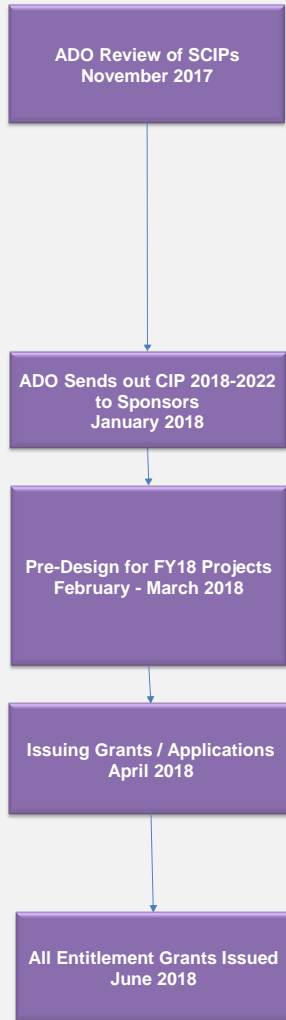 ADO Review of SCIPs
November 2017
ADO Sends out CIP 2018-2022
to Sponsors
January 2018
Pre-Design for FY18 Projects
February - March 2018
Issuing Grants / Applications
April 2018
All Entitlement Grants Issued
June 2018